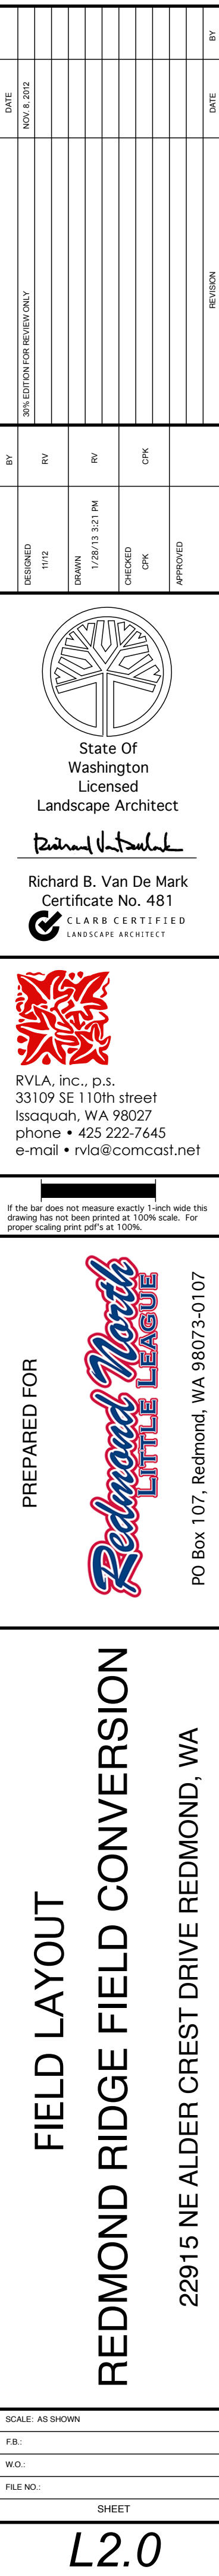 BY
DATE
REVISION
DATE
NOV. 8, 2012
30% EDITION FOR REVIEW ONLY
BY
RV
RV
CPK
DESIGNED
11/12
DRAWN
1/28/13 3:21 PM
CHECKED
CPK
APPROVED
State Of
Washington
Licensed
Landscape Architect
Richard B. Van De Mark
Certificate No. 481
CLARB CERTIFIED
LANDSCAPE ARCHITECT
RVLA, inc., p.s.
33109 SE 110th street
Issaquah, WA 98027
phone • 425 222-7645
e-mail • rvla@comcast.net
If the bar does not measure exactly 1-inch wide this
drawing has not been printed at 100% scale. For
proper scaling print pdf's at 100%.
PREPARED FOR
Redmond North
LITTLE LEAGUE
PO Box 107, Redmond, WA 98073-0107
FIELD LAYOUT
REDMOND RIDGE FIELD CONVERSION
22915 NE ALDER CREST DRIVE REDMOND, WA
SCALE: AS SHOWN
F.B.:
W.O.:
FILE NO.:
SHEET
L2.0